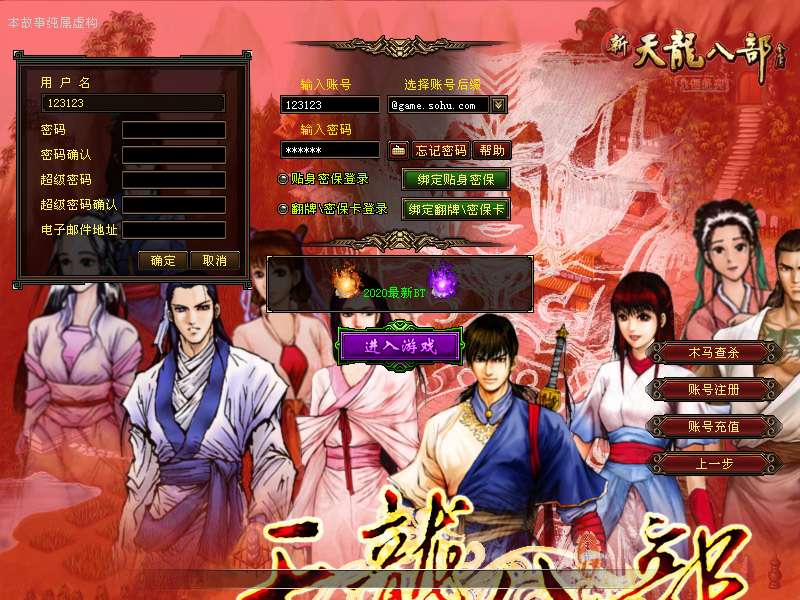 本故事纯属虚构
新天龍八部
用户名
123123
密码
密码确认
超级密码
超级密码确认
电子邮件地址
确定 取消
输入账号 选择账号后缀
123123 @game.sohu.com
输入密码
****** 忘记密码 帮助
贴身密保登录 绑定贴身密保
翻牌\密保卡登录 绑定翻牌\密保卡
2020最新BT
进入游戏
木马查杀
账号注册
账号充值
上一步
天龍八部